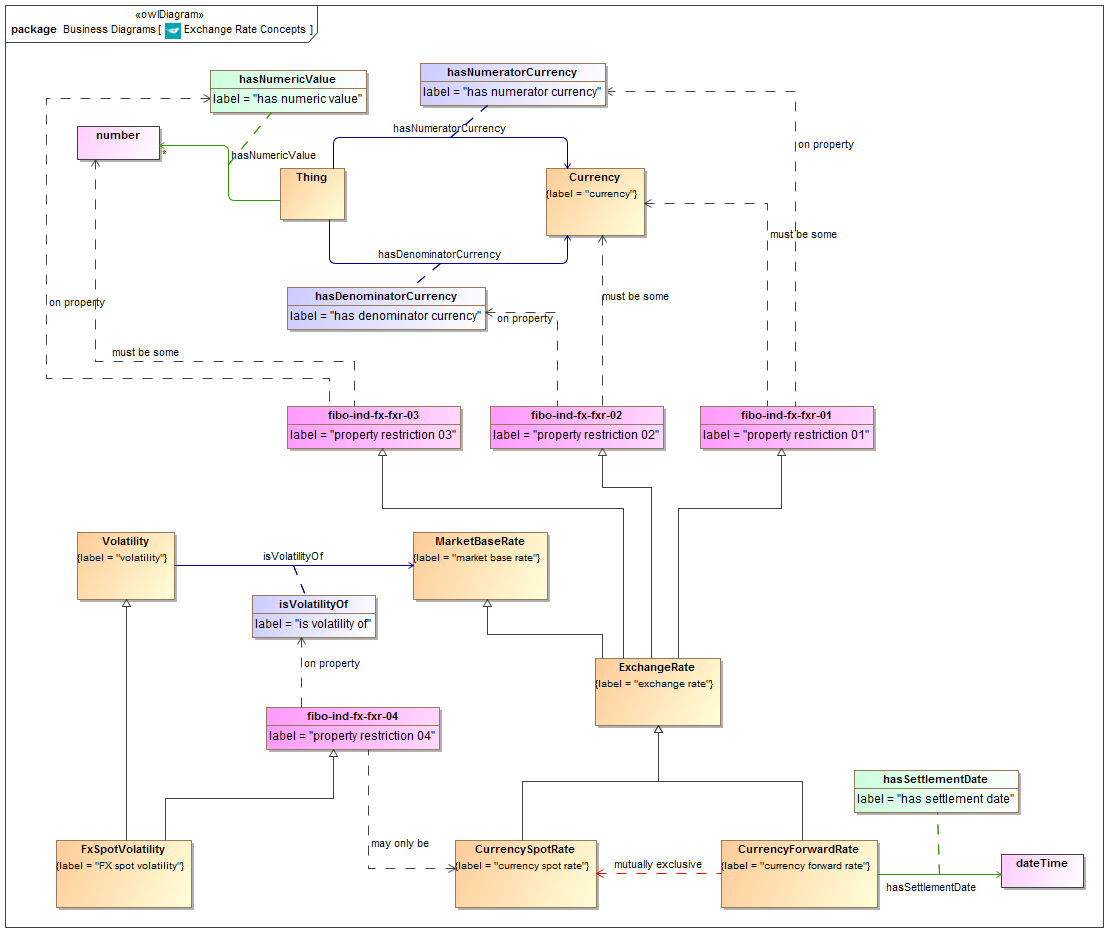 «owlDiagram»
package Business Diagrams [ Exchange Rate Concepts ]
hasNumericValue
label = "has numeric value"
hasNumeratorCurrency
label = "has numerator currency"
number
*
hasNumericValue
hasNumeratorCurrency
on property
Thing
Currency
{label = "currency"}
must be some
hasDenominatorCurrency
hasDenominatorCurrency
label = "has denominator currency"
on property
must be some
on property
must be some
fibo-ind-fx-fxr-03
label = "property restriction 03"
fibo-ind-fx-fxr-02
label = "property restriction 02"
fibo-ind-fx-fxr-01
label = "property restriction 01"
Volatility
{label = "volatility"}
isVolatilityOf
MarketBaseRate
{label = "market base rate"}
isVolatilityOf
label = "is volatility of"
on property
ExchangeRate
{label = "exchange rate"}
fibo-ind-fx-fxr-04
label = "property restriction 04"
hasSettlementDate
label = "has settlement date"
FxSpotVolatility
{label = "FX spot volatility"}
may only be
CurrencySpotRate
{label = "currency spot rate"}
mutually exclusive
CurrencyForwardRate
{label = "currency forward rate"}
hasSettlementDate
dateTime